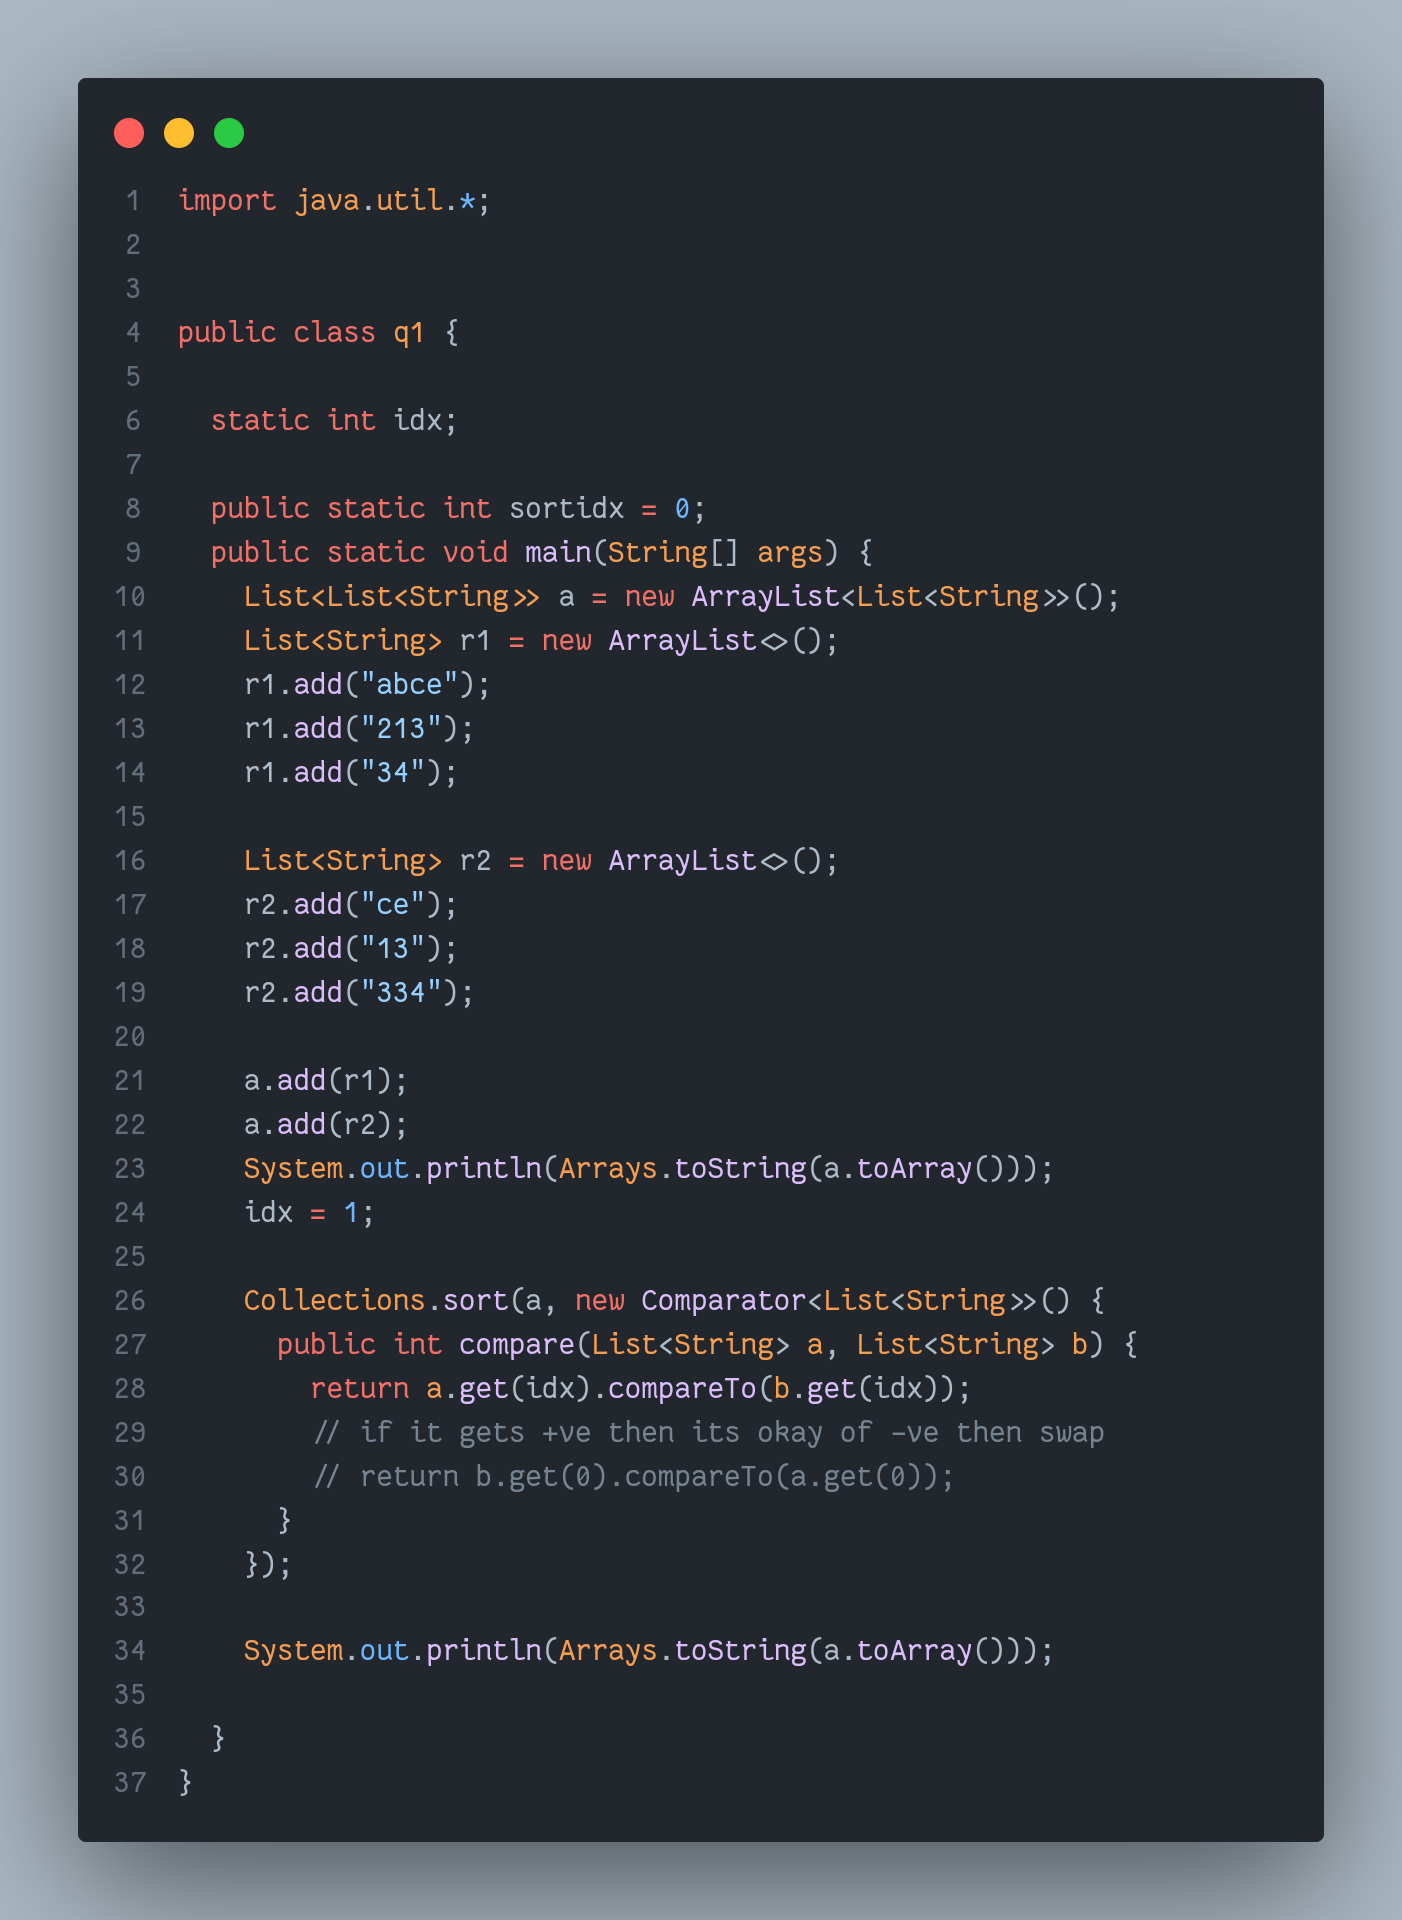 1 import java.util.*;
2
3
4 public class q1 {
5
6   static int idx;
7
8   public static int sortidx = 0;
9   public static void main(String[] args) {
10     List<List<String>> a = new ArrayList<List<String>>();
11     List<String> r1 = new ArrayList<>();
12     r1.add("abce");
13     r1.add("213");
14     r1.add("34");
15
16     List<String> r2 = new ArrayList<>();
17     r2.add("ce");
18     r2.add("13");
19     r2.add("334");
20
21     a.add(r1);
22     a.add(r2);
23     System.out.println(Arrays.toString(a.toArray()));
24     idx = 1;
25
26     Collections.sort(a, new Comparator<List<String>>() {
27       public int compare(List<String> a, List<String> b) {
28         return a.get(idx).compareTo(b.get(idx));
29         // if it gets +ve then its okay of -ve then swap
30         // return b.get(0).compareTo(a.get(0));
31       }
32     });
33
34     System.out.println(Arrays.toString(a.toArray()));
35
36   }
37 }